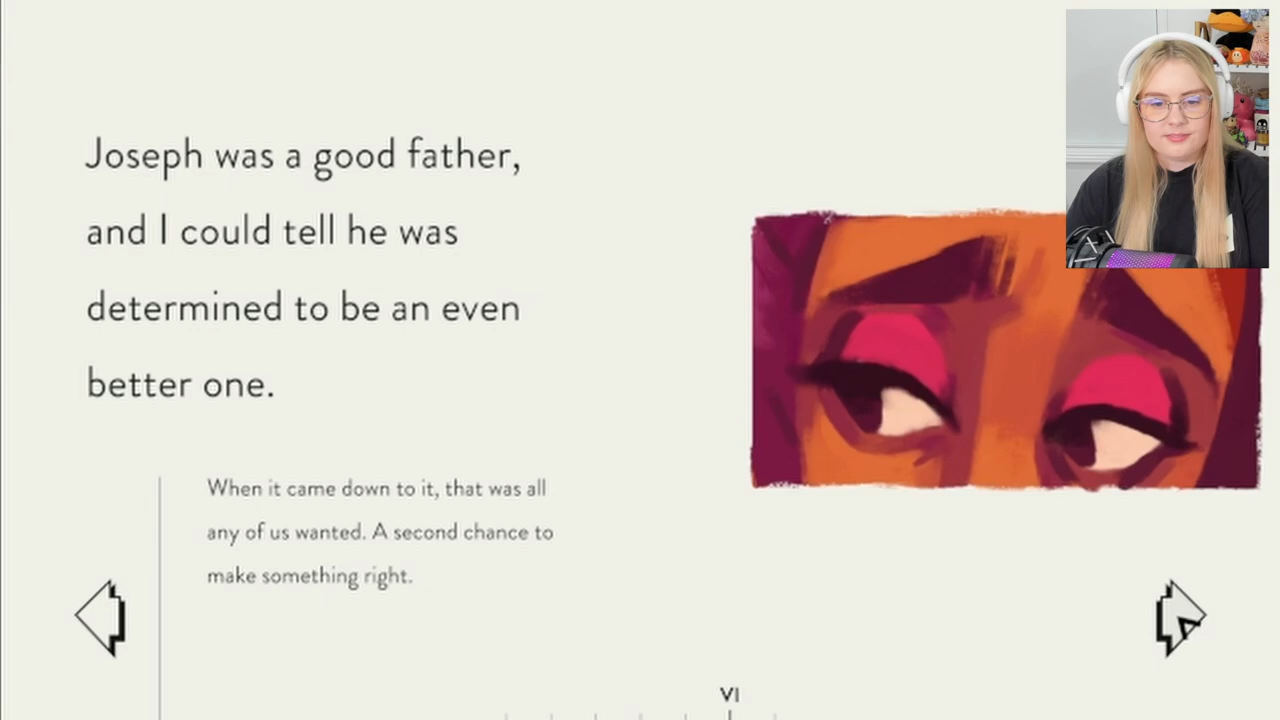 Joseph was a good father,
and I could tell he was
determined to be an even
better one.
When it came down to it, that was all
any of us wanted. A second chance to
make something right.
VI